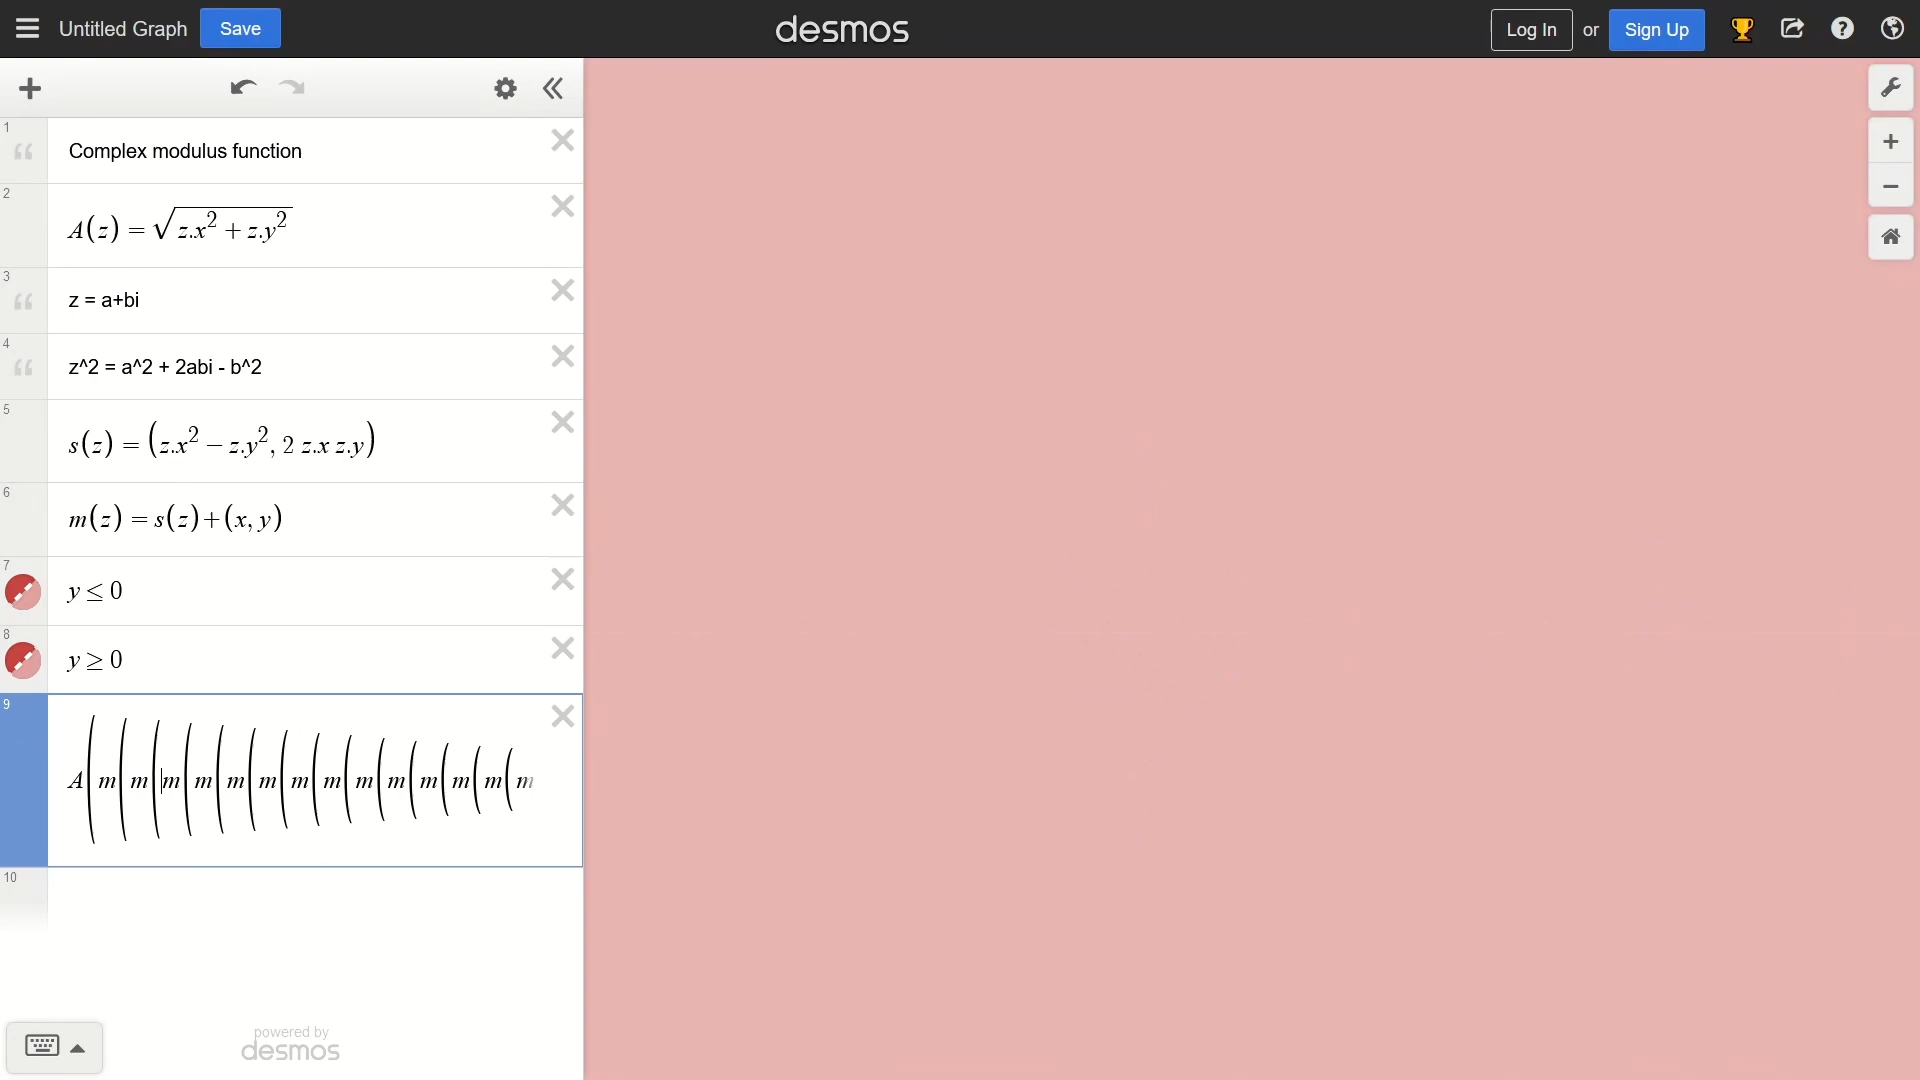 Untitled Graph Save desmos Log In or Sign Up
1 Complex modulus function
2 A(z) = √(z.x² + z.y²)
3 z = a+bi
4 z^2 = a^2 + 2abi - b^2
5 s(z) = (z.x² − z.y², 2 z.x z.y)
6 m(z) = s(z)+(x, y)
7 y ≤ 0
8 y ≥ 0
9 A(m(m(m(m(m(m(m(m(m(m(m(m(m(m
10
powered by
desmos